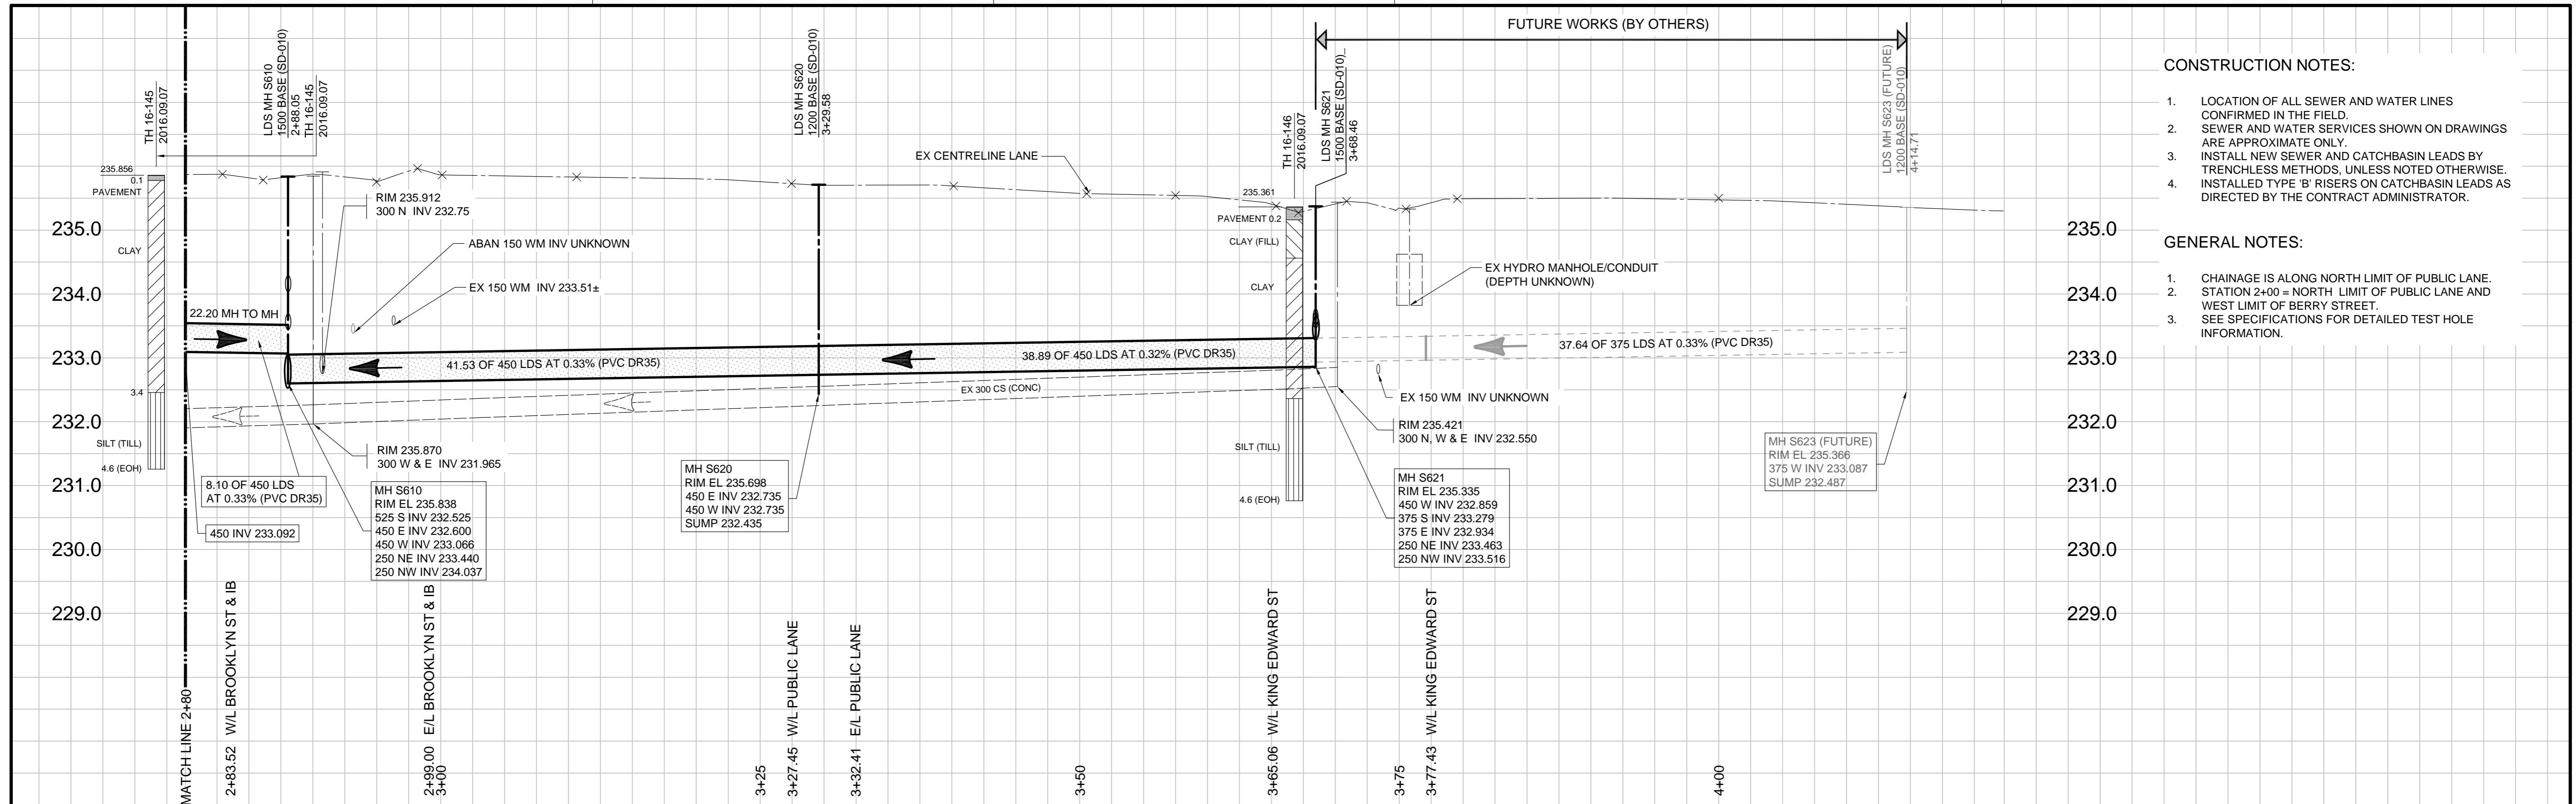 FUTURE WORKS (BY OTHERS)
TH 16-145
2016.09.07
LDS MH S610
1500 BASE (SD-010)
2+88.05
TH 16-145
2016.09.07
LDS MH S620
1200 BASE (SD-010)
3+29.58
TH 16-146
2016.09.07
LDS MH S621
1500 BASE (SD-010)
3+68.46
LDS MH S623 (FUTURE)
1200 BASE (SD-010)
4+14.71
EX CENTRELINE LANE
235.856
0.1
PAVEMENT
CLAY
3.4
SILT (TILL)
4.6 (EOH)
235.361
PAVEMENT 0.2
CLAY (FILL)
CLAY
SILT (TILL)
4.6 (EOH)
RIM 235.912
300 N  INV 232.75
ABAN 150 WM INV UNKNOWN
EX 150 WM  INV 233.51±
EX HYDRO MANHOLE/CONDUIT
(DEPTH UNKNOWN)
22.20 MH TO MH
41.53 OF 450 LDS AT 0.33% (PVC DR35)
38.89 OF 450 LDS AT 0.32% (PVC DR35)
37.64 OF 375 LDS AT 0.33% (PVC DR35)
EX 300 CS (CONC)
EX 150 WM  INV UNKNOWN
RIM 235.421
300 N, W & E  INV 232.550
RIM 235.870
300 W & E  INV 231.965
8.10 OF 450 LDS
AT 0.33% (PVC DR35)
450 INV 233.092
MH S610
RIM EL 235.838
525 S INV 232.525
450 E INV 232.600
450 W INV 233.066
250 NE INV 233.440
250 NW INV 234.037
MH S620
RIM EL 235.698
450 E INV 232.735
450 W INV 232.735
SUMP 232.435
MH S621
RIM EL 235.335
450 W INV 232.859
375 S INV 233.279
375 E INV 232.934
250 NE INV 233.463
250 NW INV 233.516
MH S623 (FUTURE)
RIM EL 235.366
375 W INV 233.087
SUMP 232.487
235.0
234.0
233.0
232.0
231.0
230.0
229.0
235.0
234.0
233.0
232.0
231.0
230.0
229.0
MATCH LINE 2+80
2+83.52  W/L BROOKLYN ST & IB
2+99.00  E/L BROOKLYN ST & IB
3+00
3+25
3+27.45  W/L PUBLIC LANE
3+32.41  E/L PUBLIC LANE
3+50
3+65.06  W/L KING EDWARD ST
3+75
3+77.43  W/L KING EDWARD ST
4+00
CONSTRUCTION NOTES:
1. LOCATION OF ALL SEWER AND WATER LINES
CONFIRMED IN THE FIELD.
2. SEWER AND WATER SERVICES SHOWN ON DRAWINGS
ARE APPROXIMATE ONLY.
3. INSTALL NEW SEWER AND CATCHBASIN LEADS BY
TRENCHLESS METHODS, UNLESS NOTED OTHERWISE.
4. INSTALLED TYPE 'B' RISERS ON CATCHBASIN LEADS AS
DIRECTED BY THE CONTRACT ADMINISTRATOR.
GENERAL NOTES:
1. CHAINAGE IS ALONG NORTH LIMIT OF PUBLIC LANE.
2. STATION 2+00 = NORTH  LIMIT OF PUBLIC LANE AND
WEST LIMIT OF BERRY STREET.
3. SEE SPECIFICATIONS FOR DETAILED TEST HOLE
INFORMATION.